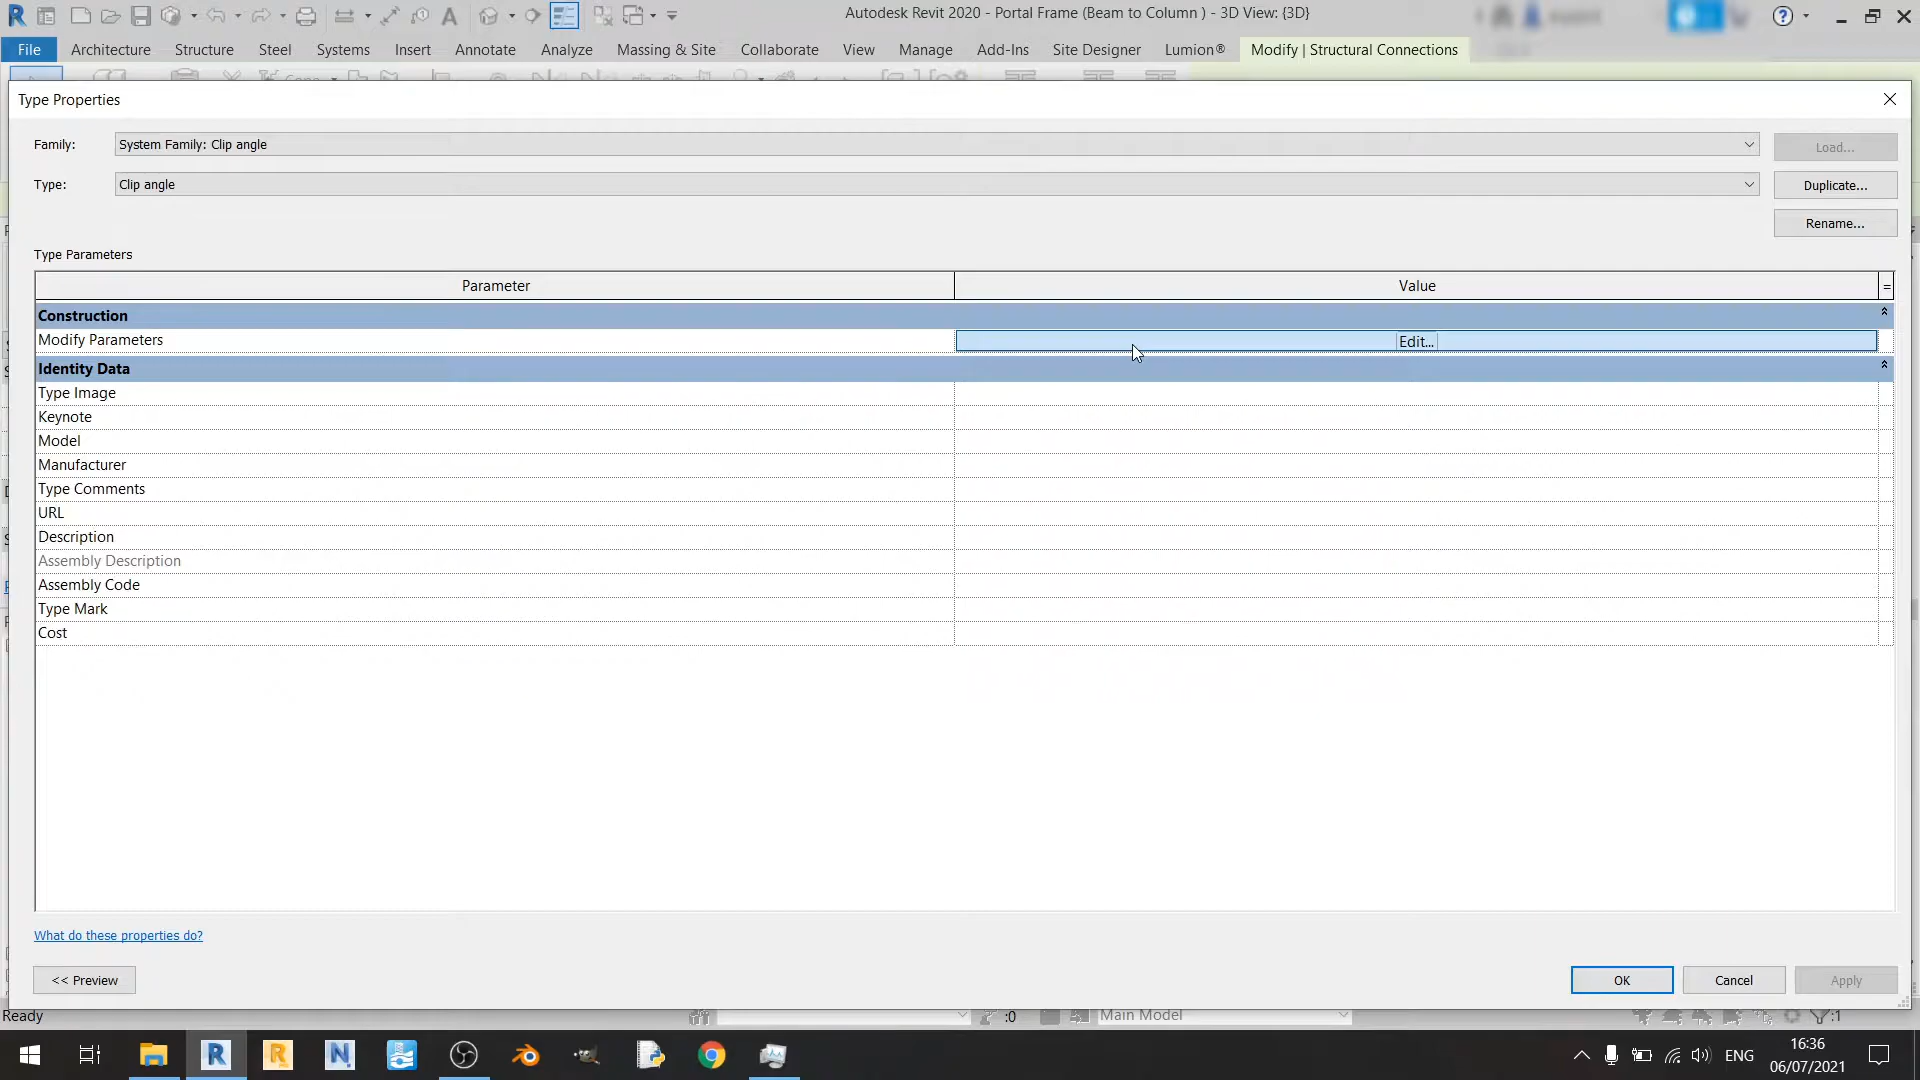 Autodesk Revit 2020 - Portal Frame (Beam to Column ) - 3D View: {3D}
File Architecture Structure Steel Systems Insert Annotate Analyze Massing & Site Collaborate View Manage Add-Ins Site Designer Lumion® Modify | Structural Connections
Type Properties
Family: System Family: Clip angle Load...
Type: Clip angle Duplicate...
Rename...
Type Parameters
Parameter Value =
Construction
Modify Parameters Edit...
Identity Data
Type Image
Keynote
Model
Manufacturer
Type Comments
URL
Description
Assembly Description
Assembly Code
Type Mark
Cost
What do these properties do?
<< Preview OK Cancel Apply
Ready :0 Main Model :1
ENG 16:36
06/07/2021